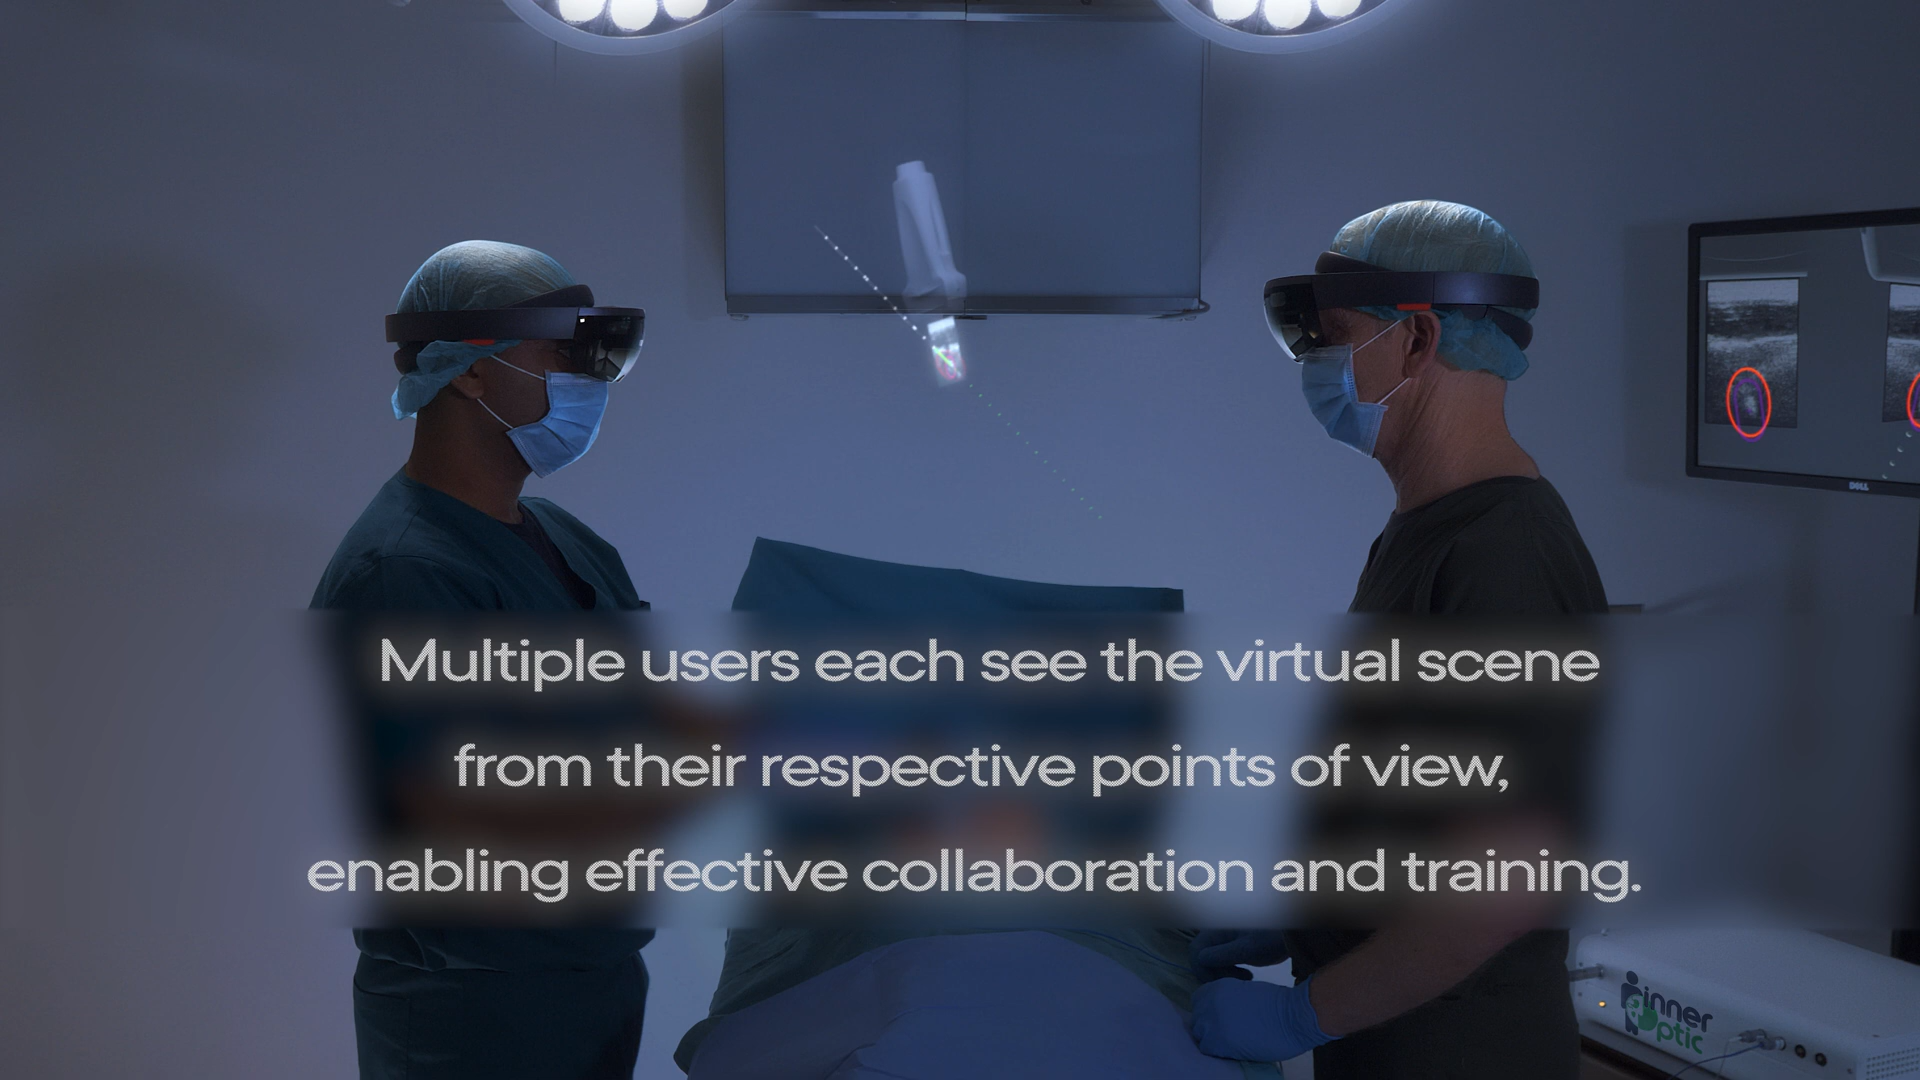 DELL
Multiple users each see the virtual scene
from their respective points of view,
enabling effective collaboration and training.
inner
optic